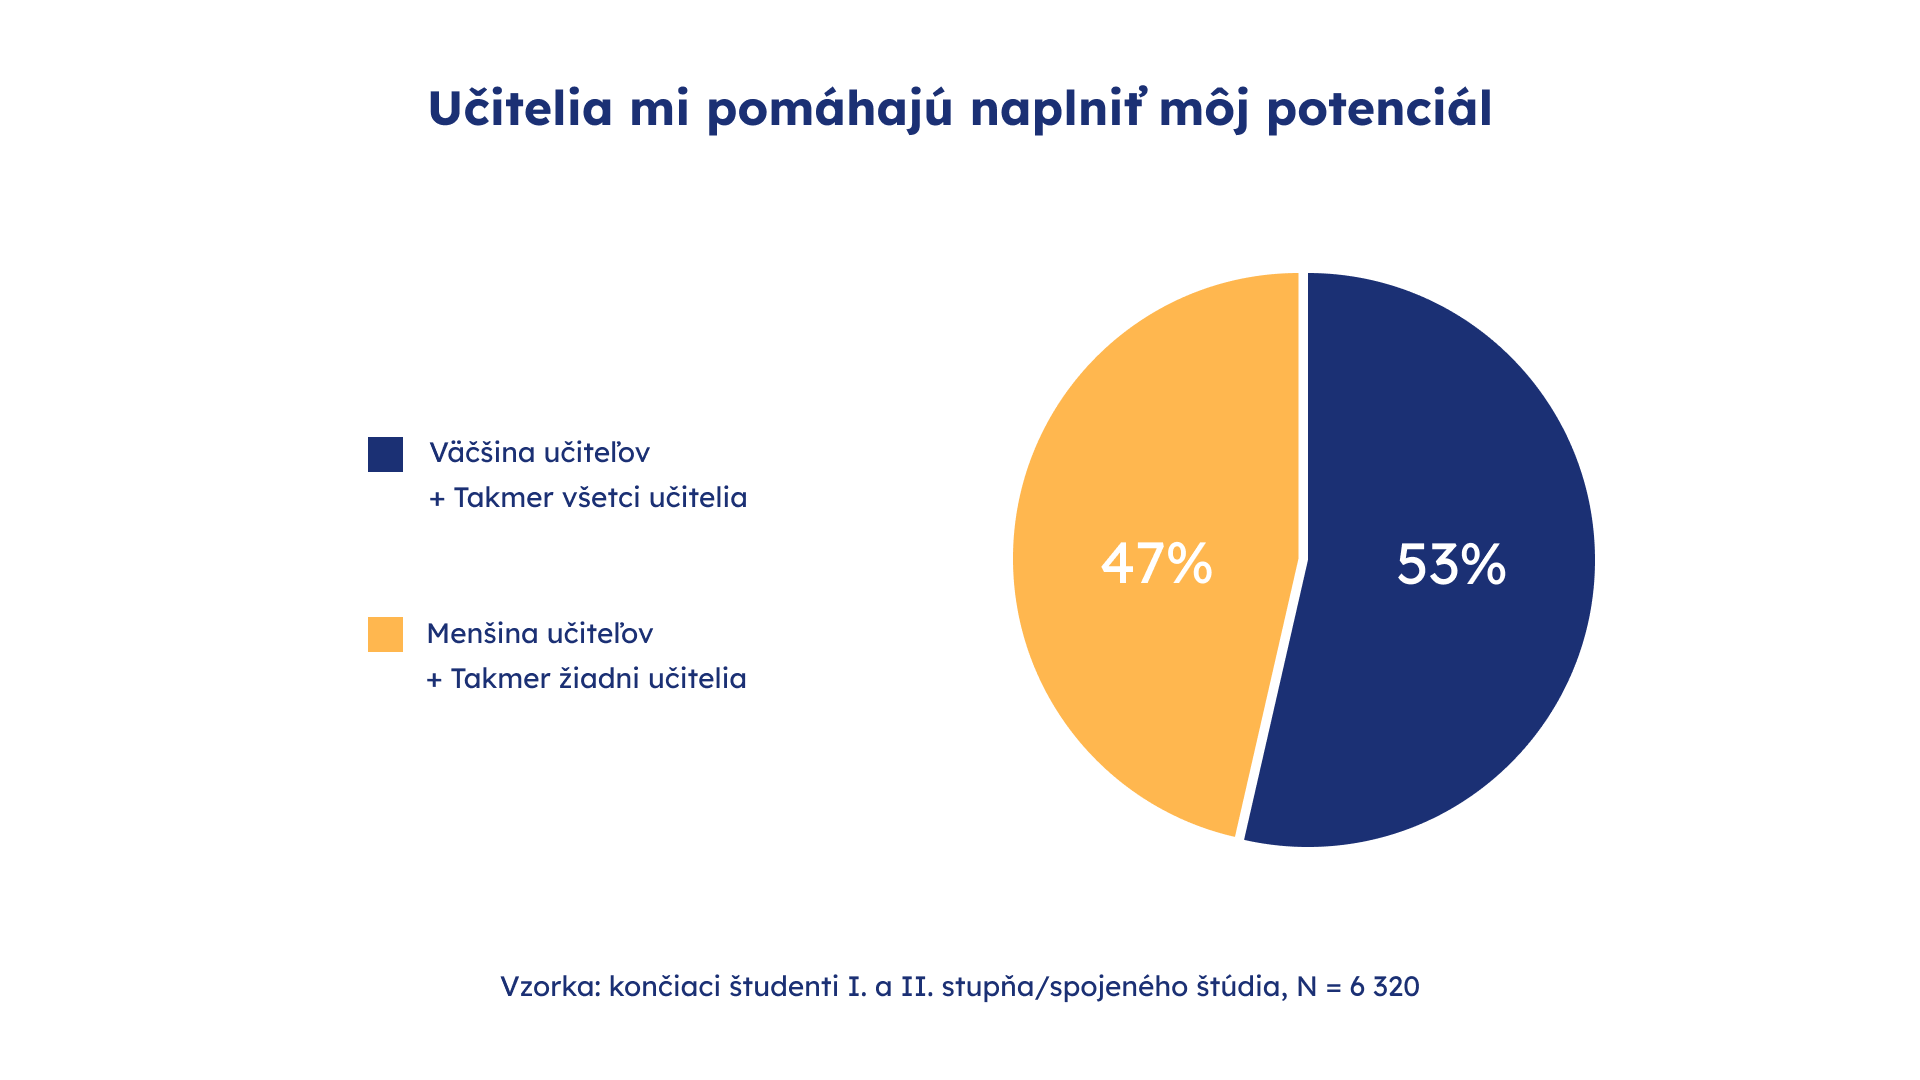 Učitelia mi pomáhajú naplniť môj potenciál
Väčšina učiteľov
+ Takmer všetci učitelia
Menšina učiteľov
+ Takmer žiadni učitelia
47%
53%
Vzorka: končiaci študenti I. a II. stupňa/spojeného štúdia, N = 6 320